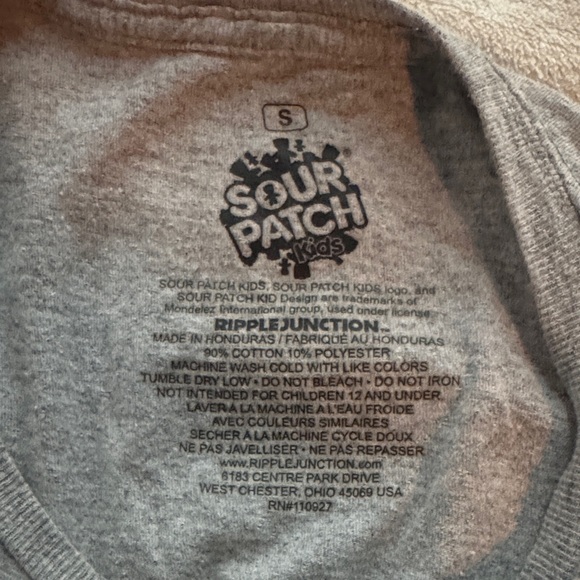 S
SOUR
PATCH
Kids
SOUR PATCH KIDS, SOUR PATCH KIDS logo, and
SOUR PATCH KID Design are trademarks of
Mondelez International group, used under license.
RIPPLE JUNCTION
MADE IN HONDURAS / FABRIQUÉ AU HONDURAS
90% COTTON 10% POLYESTER
MACHINE WASH COLD WITH LIKE COLORS
TUMBLE DRY LOW • DO NOT BLEACH • DO NOT IRON
NOT INTENDED FOR CHILDREN 12 AND UNDER.
LAVER À LA MACHINE A L'EAU FROIDE
AVEC COULEURS SIMILAIRES
SECHER A LA MACHINE CYCLE DOUX
NE PAS JAVELLISER • NE PAS REPASSER
www.RIPPLEJUNCTION.com
6183 CENTRE PARK DRIVE
WEST CHESTER, OHIO 45069 USA
RN#110927